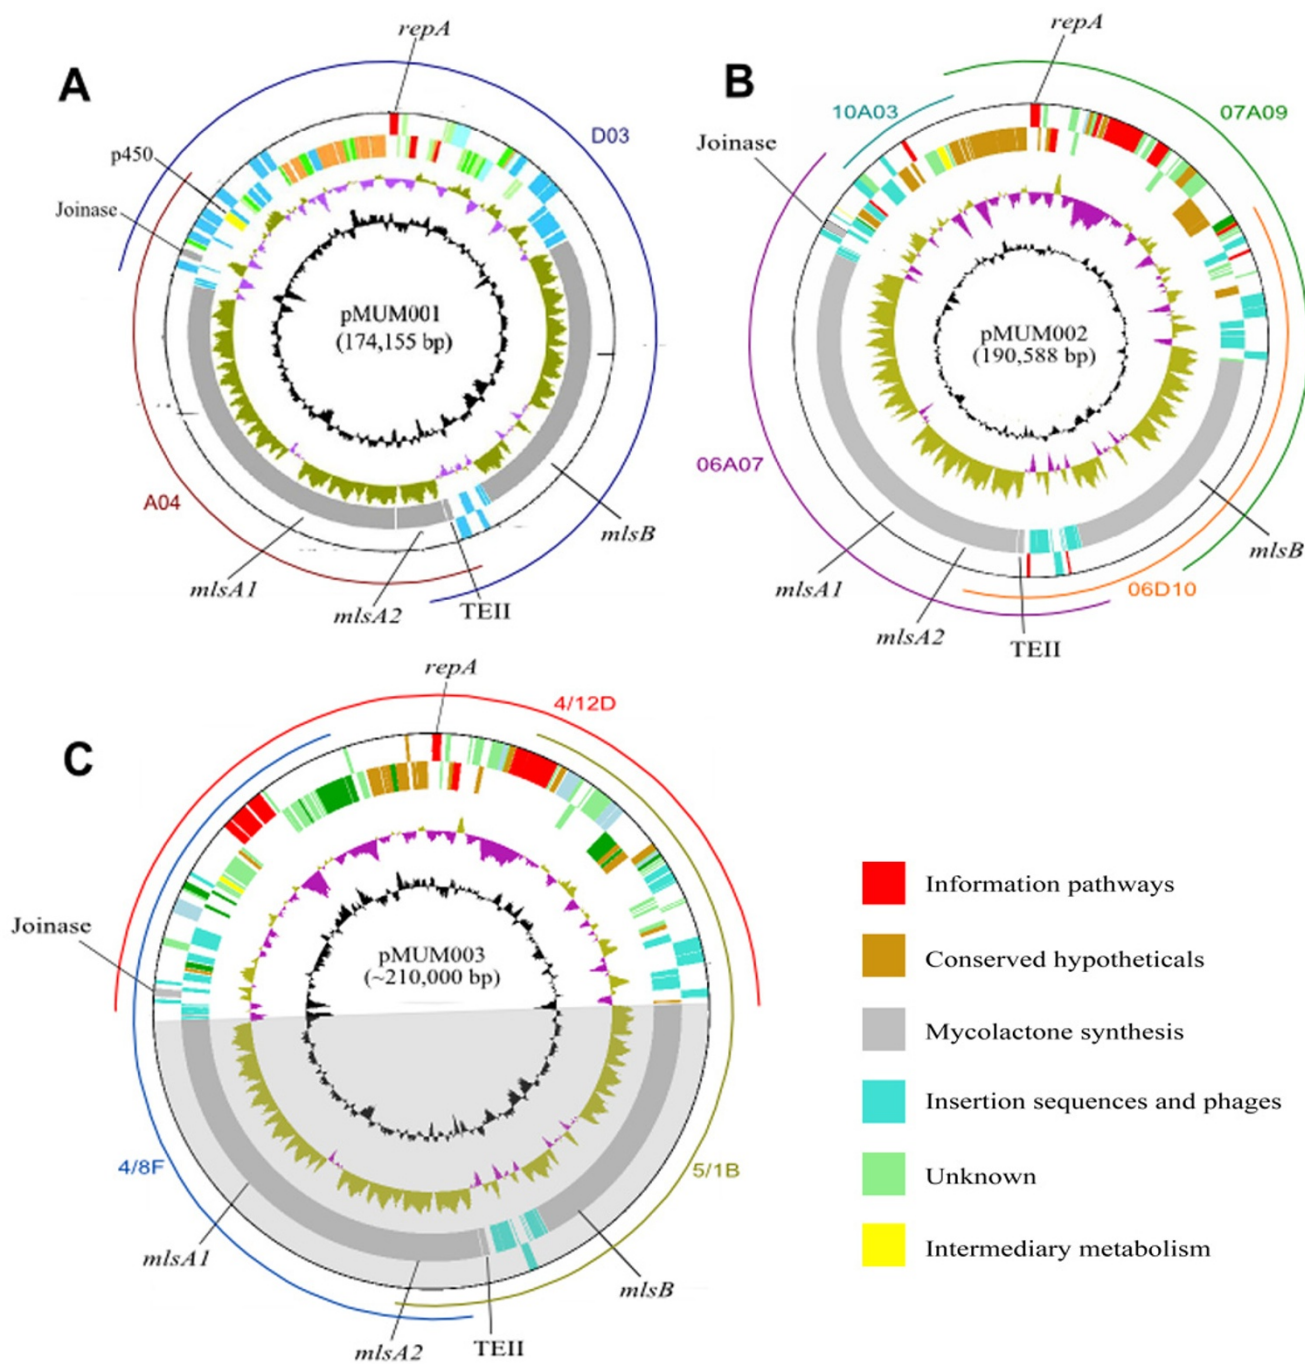 repA
A
D03
p450
Joinase
pMUM001
(174,155 bp)
A04
mlsB
mlsA1
mlsA2
TEII
repA
B
10A03
07A09
Joinase
pMUM002
(190,588 bp)
06A07
mlsB
mlsA1
06D10
mlsA2
TEII
repA
4/12D
C
Joinase
pMUM003
(~210,000 bp)
4/8F
5/1B
mlsA1
mlsB
mlsA2
TEII
Information pathways
Conserved hypotheticals
Mycolactone synthesis
Insertion sequences and phages
Unknown
Intermediary metabolism